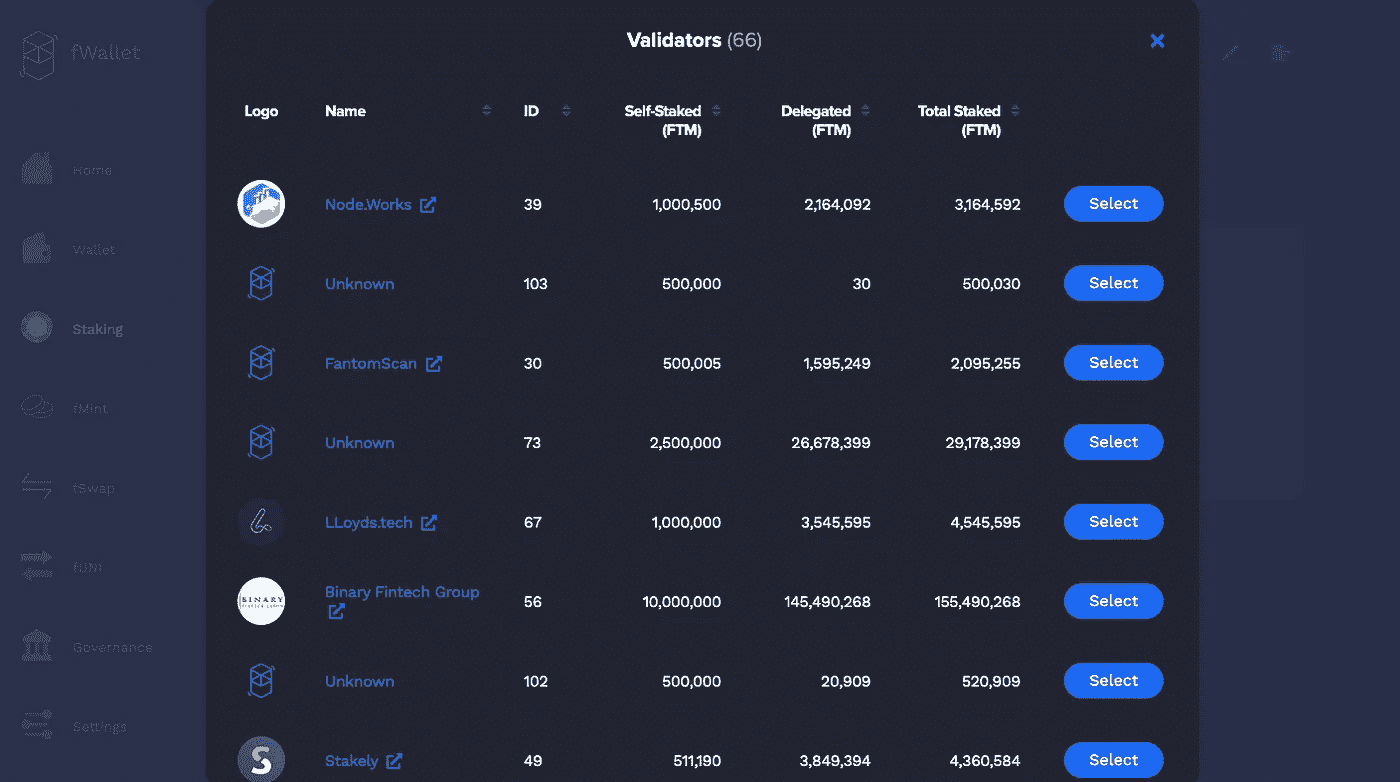 Validators (66)
fWallet
Logo Name ID Self-Staked (FTM) Delegated (FTM) Total Staked (FTM)
Home
Wallet
Staking
fMint
fSwap
fUni
Governance
Settings
Node.Works 39 1,000,500 2,164,092 3,164,592 Select
Unknown 103 500,000 30 500,030 Select
FantomScan 30 500,005 1,595,249 2,095,255 Select
Unknown 73 2,500,000 26,678,399 29,178,399 Select
LLoyds.tech 67 1,000,000 3,545,595 4,545,595 Select
BINARY
Binary Fintech Group 56 10,000,000 145,490,268 155,490,268 Select
Unknown 102 500,000 20,909 520,909 Select
S
Stakely 49 511,190 3,849,394 4,360,584 Select